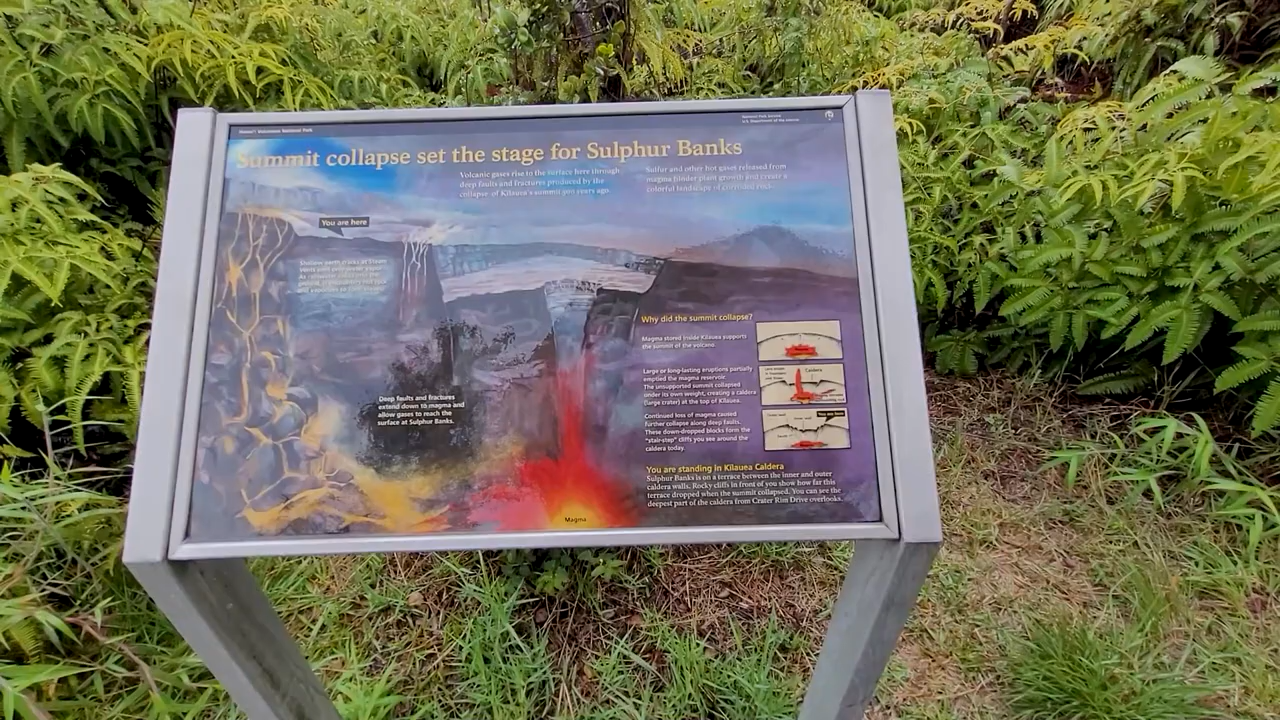 Hawai'i Volcanoes National Park
National Park Service
U.S. Department of the Interior
Summit collapse set the stage for Sulphur Banks
Volcanic gases rise to the surface here through
deep faults and fractures produced by the
collapse of Kīlauea's summit 500 years ago.
Sulfur and other hot gases released from
magma hinder plant growth and create a
colorful landscape of corroded rock.
You are here
Shallow earth cracks at Steam
Deep faults and fractures
extend down to magma and
allow gases to reach the
surface at Sulphur Banks.
Magma
Why did the summit collapse?
Magma stored inside Kīlauea supports
the summit of the volcano.
Large or long-lasting eruptions partially
emptied the magma reservoir.
The unsupported summit collapsed
under its own weight, creating a caldera
(large crater) at the top of Kīlauea.
Caldera
Continued loss of magma caused
further collapse along deep faults.
These down-dropped blocks form the
"stair-step" cliffs you see around the
caldera today.
You are here
You are standing in Kīlauea Caldera
Sulphur Banks is on a terrace between the inner and outer
caldera walls. Rocky cliffs in front of you show how far this
terrace dropped when the summit collapsed. You can see the
deepest part of the caldera from Crater Rim Drive overlooks.